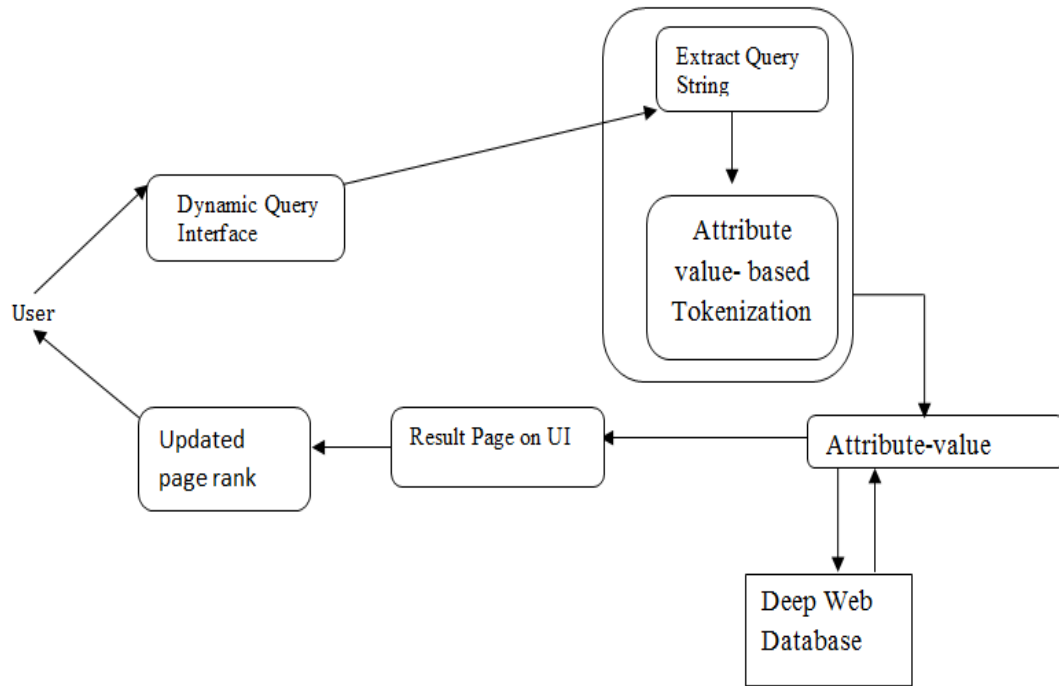 Extract Query
String
Dynamic Query
Interface
Attribute
value- based
Tokenization
User
Updated
page rank
Result Page on UI
Attribute-value
Deep Web
Database